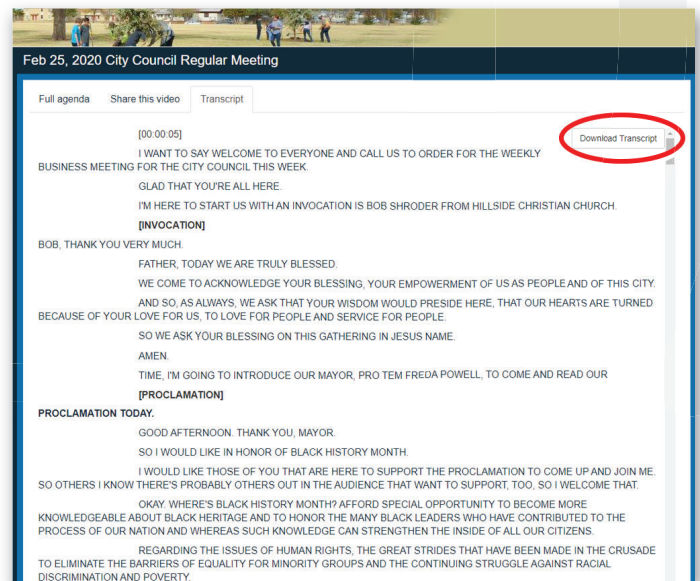 Feb 25, 2020 City Council Regular Meeting
Full agenda Share this video Transcript
[00:00:05]
Download Transcript
I WANT TO SAY WELCOME TO EVERYONE AND CALL US TO ORDER FOR THE WEEKLY
BUSINESS MEETING FOR THE CITY COUNCIL THIS WEEK.
GLAD THAT YOU'RE ALL HERE.
I'M HERE TO START US WITH AN INVOCATION IS BOB SHRODER FROM HILLSIDE CHRISTIAN CHURCH.
[INVOCATION]
BOB, THANK YOU VERY MUCH.
FATHER, TODAY WE ARE TRULY BLESSED.
WE COME TO ACKNOWLEDGE YOUR BLESSING, YOUR EMPOWERMENT OF US AS PEOPLE AND OF THIS CITY.
AND SO, AS ALWAYS, WE ASK THAT YOUR WISDOM WOULD PRESIDE HERE, THAT OUR HEARTS ARE TURNED
BECAUSE OF YOUR LOVE FOR US, TO LOVE FOR PEOPLE AND SERVICE FOR PEOPLE.
SO WE ASK YOUR BLESSING ON THIS GATHERING IN JESUS NAME.
AMEN.
TIME, I'M GOING TO INTRODUCE OUR MAYOR, PRO TEM FREDA POWELL, TO COME AND READ OUR
[PROCLAMATION]
PROCLAMATION TODAY.
GOOD AFTERNOON. THANK YOU, MAYOR.
SO I WOULD LIKE IN HONOR OF BLACK HISTORY MONTH.
I WOULD LIKE THOSE OF YOU THAT ARE HERE TO SUPPORT THE PROCLAMATION TO COME UP AND JOIN ME.
SO OTHERS I KNOW THERE'S PROBABLY OTHERS OUT IN THE AUDIENCE THAT WANT TO SUPPORT, TOO, SO I WELCOME THAT.
OKAY. WHERE'S BLACK HISTORY MONTH? AFFORD SPECIAL OPPORTUNITY TO BECOME MORE
KNOWLEDGEABLE ABOUT BLACK HERITAGE AND TO HONOR THE MANY BLACK LEADERS WHO HAVE CONTRIBUTED TO THE
PROCESS OF OUR NATION AND WHEREAS SUCH KNOWLEDGE CAN STRENGTHEN THE INSIDE OF ALL OUR CITIZENS.
REGARDING THE ISSUES OF HUMAN RIGHTS, THE GREAT STRIDES THAT HAVE BEEN MADE IN THE CRUSADE
TO ELIMINATE THE BARRIERS OF EQUALITY FOR MINORITY GROUPS AND THE CONTINUING STRUGGLE AGAINST RACIAL
DISCRIMINATION AND POVERTY.